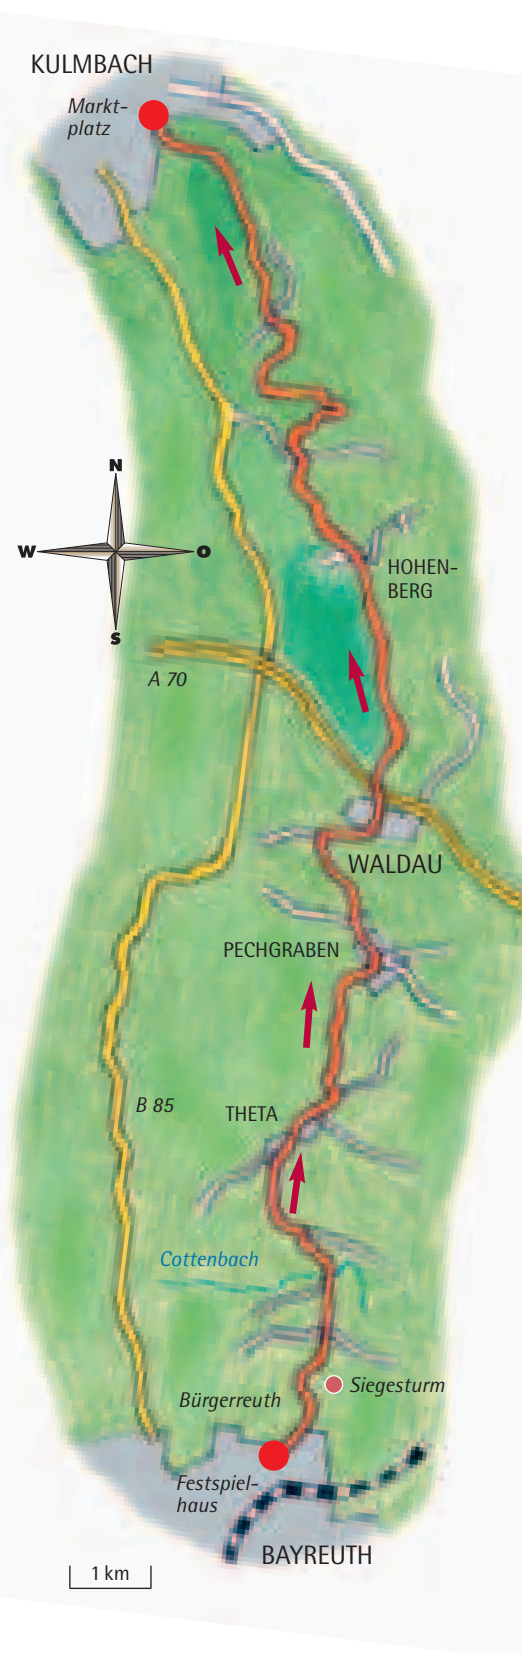 KULMBACH
Markt-
platz
N
W
O
S
HOHEN-
BERG
A 70
WALDAU
PECHGRABEN
B 85
THETA
Cottenbach
Siegesturm
Bürgerreuth
Festspiel-
haus
BAYREUTH
1 km